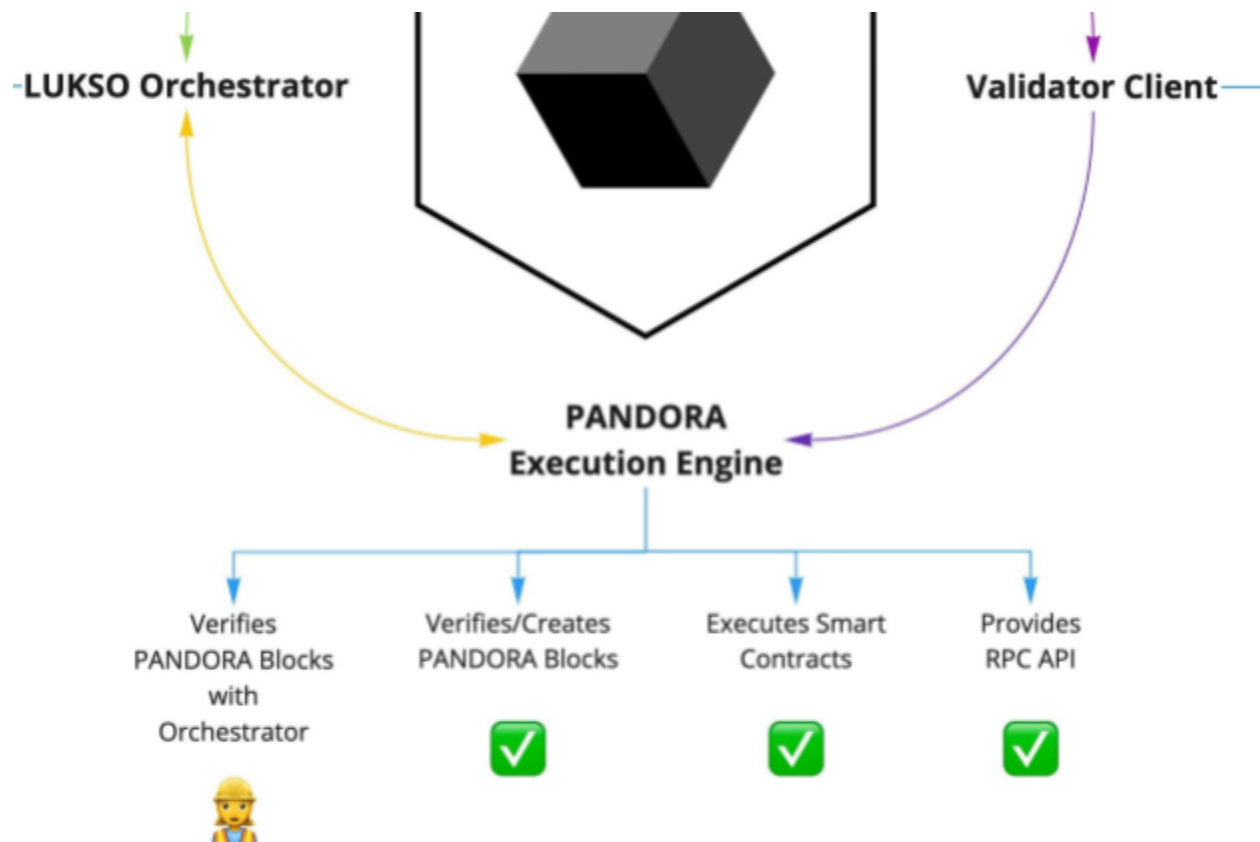 LUKSO Orchestrator
Validator Client
PANDORA
Execution Engine
Verifies
PANDORA Blocks
with
Orchestrator
Verifies/Creates
PANDORA Blocks
Executes Smart
Contracts
Provides
RPC API